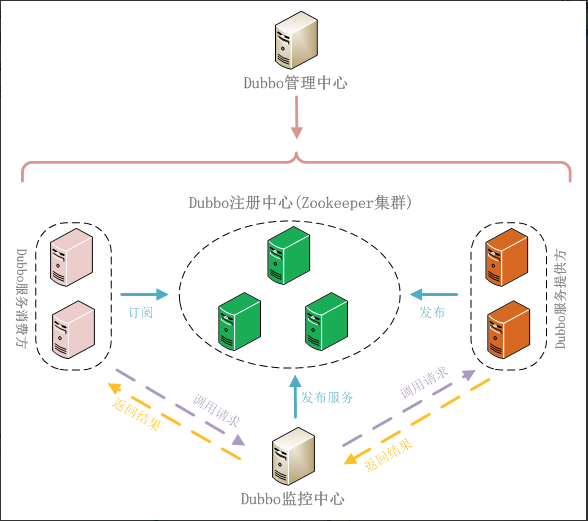 Dubbo管理中心
Dubbo注册中心(Zookeeper集群)
Dubbo服务消费方
Dubbo服务提供方
订阅
发布
发布服务
调用请求
返回结果
调用请求
返回结果
Dubbo监控中心